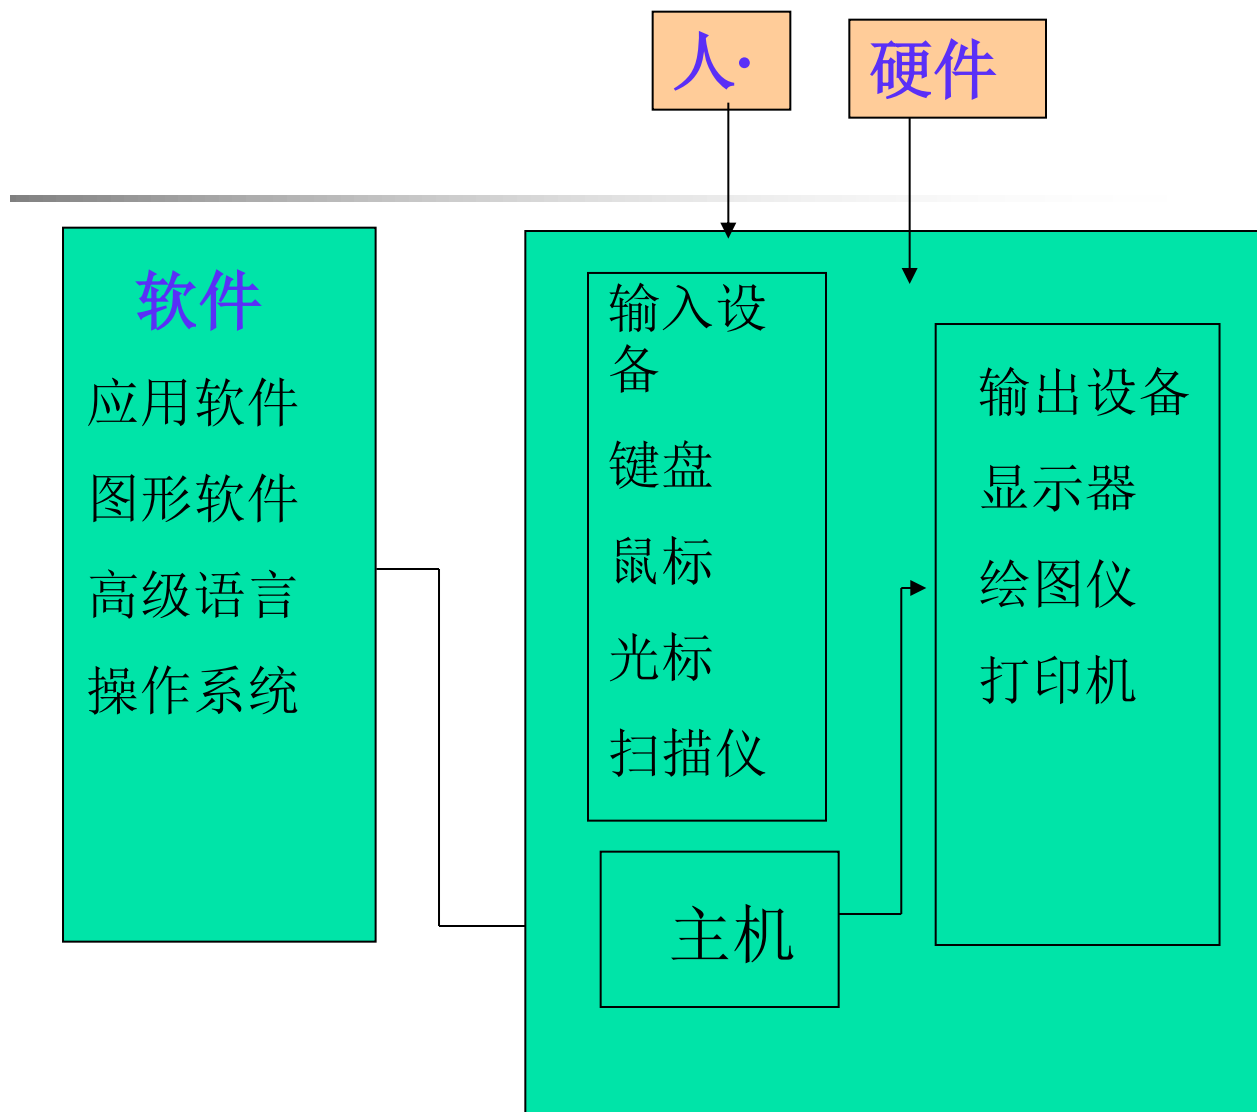 人·
硬件
软件
应用软件
图形软件
高级语言
操作系统
输入设
备
键盘
鼠标
光标
扫描仪
主机
输出设备
显示器
绘图仪
打印机